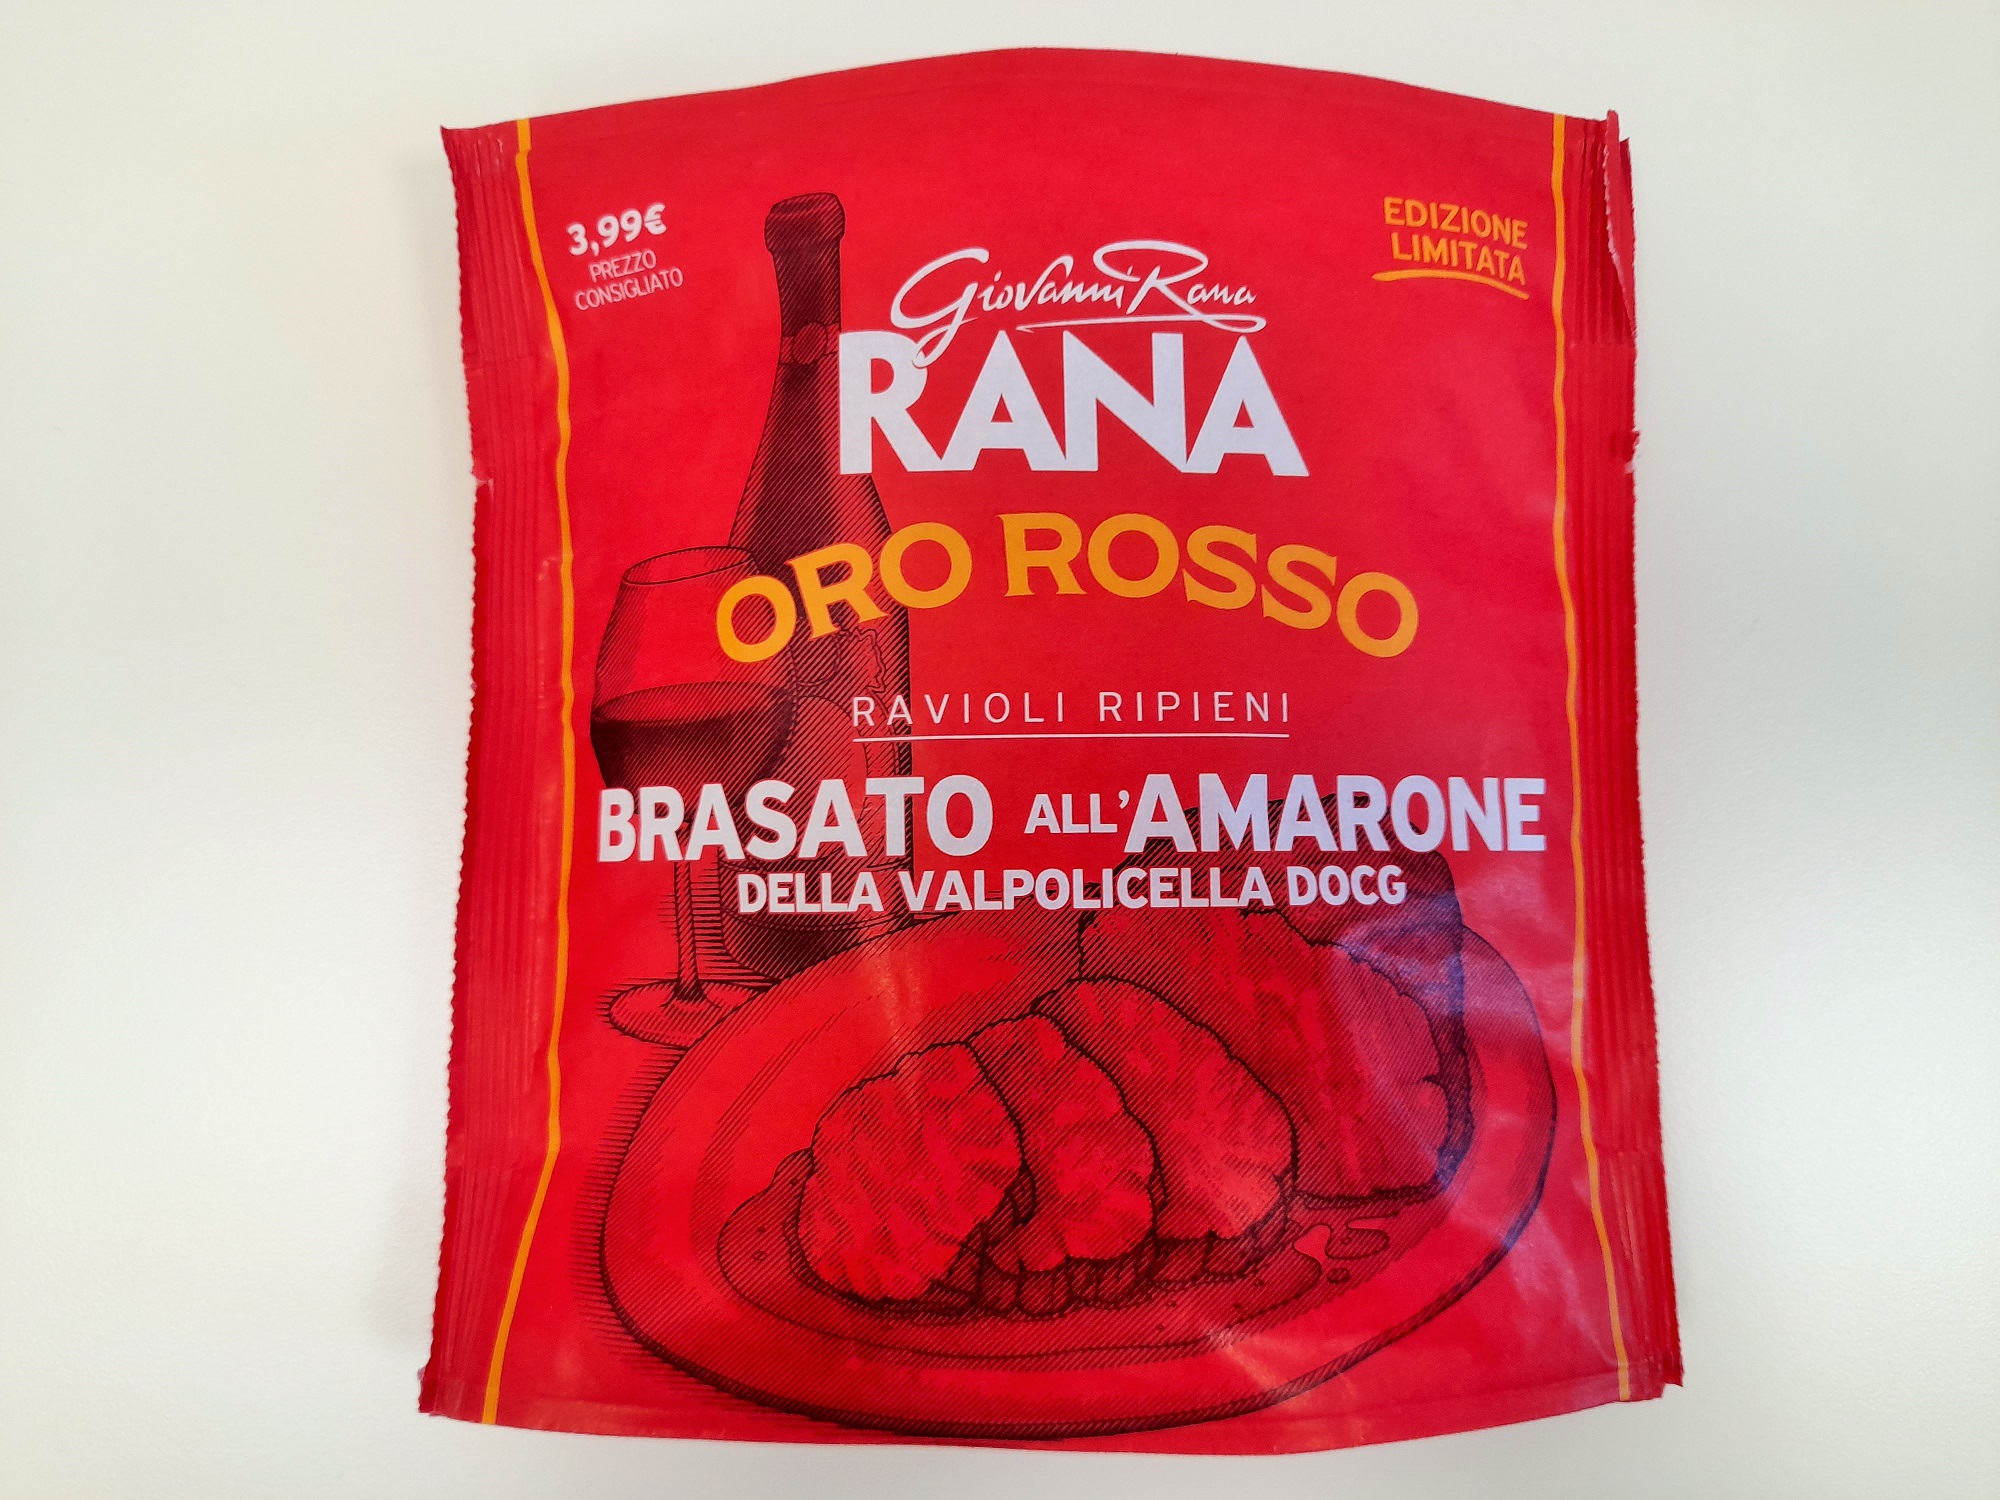 3,99€
PREZZO
CONSIGLIATO
EDIZIONE
LIMITATA
Giovanni Rana
RANA
ORO ROSSO
RAVIOLI RIPIENI
BRASATO ALL'AMARONE
DELLA VALPOLICELLA DOCG